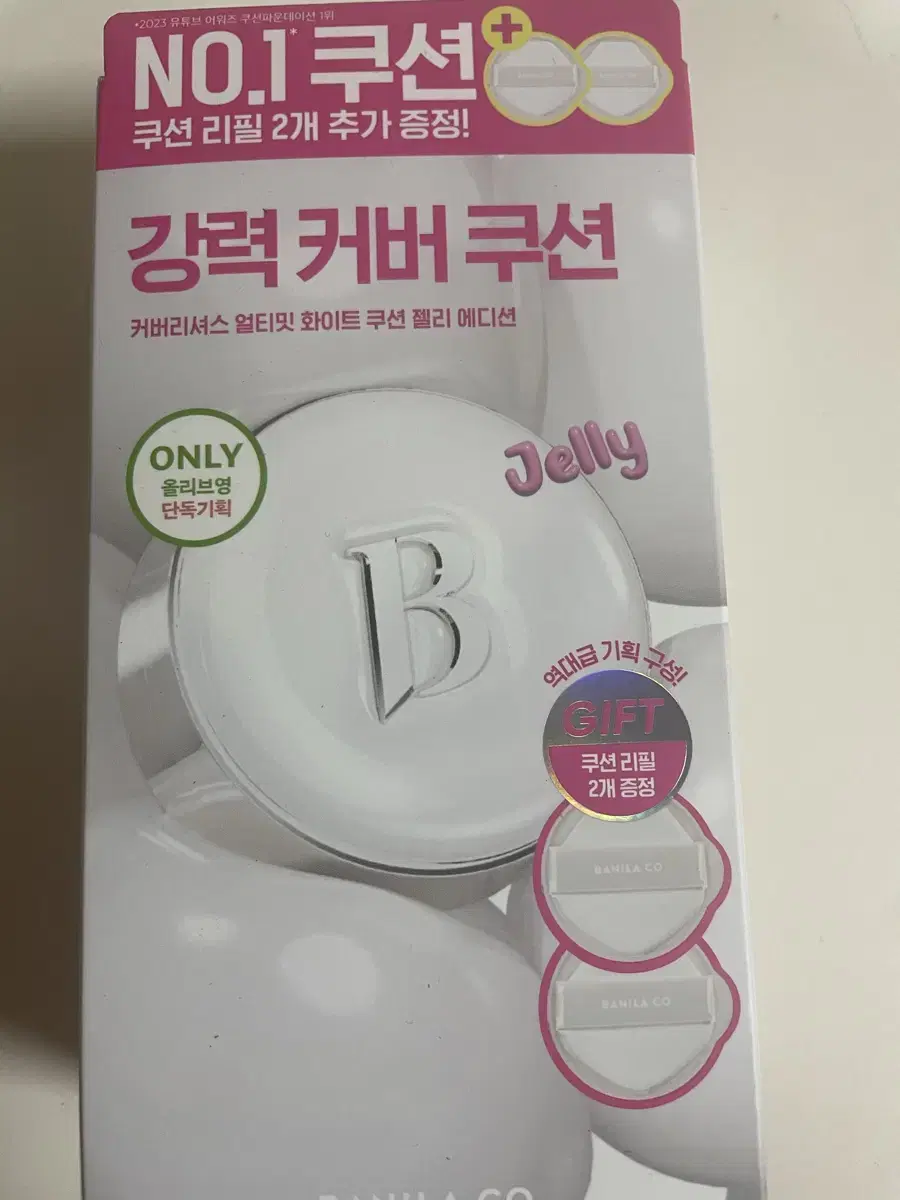 *2023 유튜브 어워즈 쿠션파운데이션 1위
NO.1* 쿠션
쿠션 리필 2개 추가 증정!
강력 커버 쿠션
커버리셔스 얼티밋 화이트 쿠션 젤리 에디션
ONLY
올리브영
단독기획
Jelly
B
역대급 기획 구성!
GIFT
쿠션 리필
2개 증정
BANILA CO
BANILA CO
BANILA CO